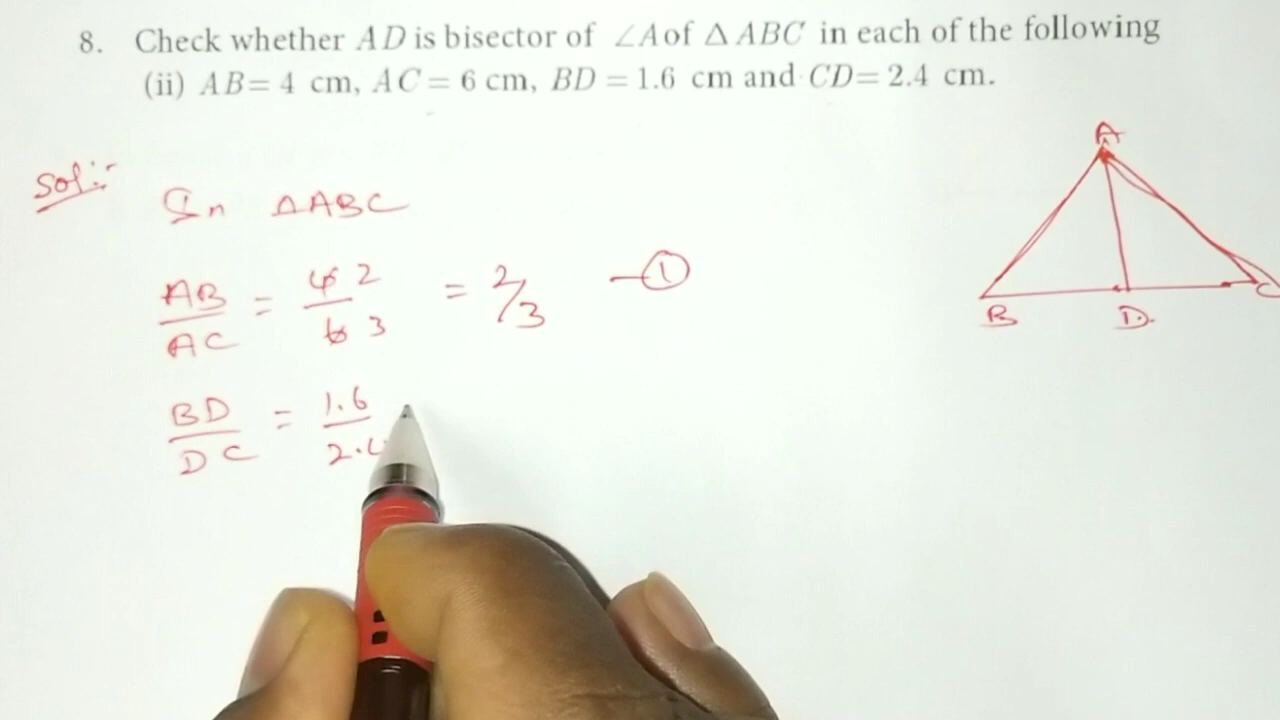 8. Check whether AD is bisector of ∠A of △ ABC in each of the following
(ii) AB= 4 cm, AC = 6 cm, BD = 1.6 cm and CD= 2.4 cm.
Sol:-
In △ABC
AB/AC = 4 2/6 3 = 2/3 —①
BD/DC = 1.6/2.4
A
B
D.
C